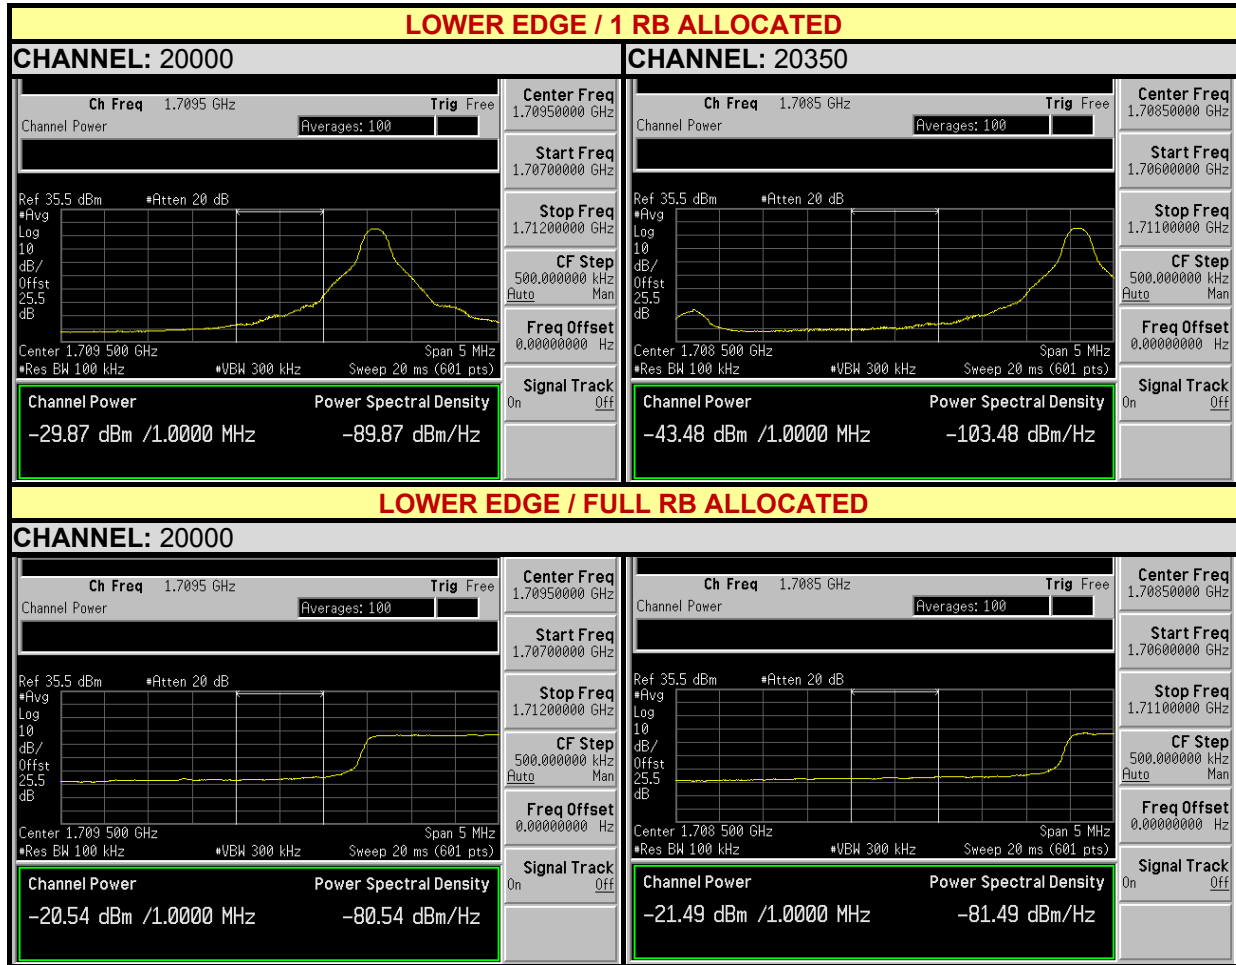 LOWER EDGE / 1 RB ALLOCATED
CHANNEL: 20000
CHANNEL: 20350
Ch Freq 1.7095 GHz Trig Free
Channel Power Averages: 100
Ref 35.5 dBm #Atten 20 dB
#Avg
Log
10
dB/
Offst
25.5
dB
Center 1.709 500 GHz Span 5 MHz
#Res BW 100 kHz #VBW 300 kHz Sweep 20 ms (601 pts)
Channel Power Power Spectral Density
-29.87 dBm /1.0000 MHz -89.87 dBm/Hz
Center Freq
1.70950000 GHz
Start Freq
1.70700000 GHz
Stop Freq
1.71200000 GHz
CF Step
500.000000 kHz
Auto Man
Freq Offset
0.00000000 Hz
Signal Track
On Off
Ch Freq 1.7085 GHz Trig Free
Channel Power Averages: 100
Ref 35.5 dBm #Atten 20 dB
#Avg
Log
10
dB/
Offst
25.5
dB
Center 1.708 500 GHz Span 5 MHz
#Res BW 100 kHz #VBW 300 kHz Sweep 20 ms (601 pts)
Channel Power Power Spectral Density
-43.48 dBm /1.0000 MHz -103.48 dBm/Hz
Center Freq
1.70850000 GHz
Start Freq
1.70600000 GHz
Stop Freq
1.71100000 GHz
CF Step
500.000000 kHz
Auto Man
Freq Offset
0.00000000 Hz
Signal Track
On Off
LOWER EDGE / FULL RB ALLOCATED
CHANNEL: 20000
Ch Freq 1.7095 GHz Trig Free
Channel Power Averages: 100
Ref 35.5 dBm #Atten 20 dB
#Avg
Log
10
dB/
Offst
25.5
dB
Center 1.709 500 GHz Span 5 MHz
#Res BW 100 kHz #VBW 300 kHz Sweep 20 ms (601 pts)
Channel Power Power Spectral Density
-20.54 dBm /1.0000 MHz -80.54 dBm/Hz
Center Freq
1.70950000 GHz
Start Freq
1.70700000 GHz
Stop Freq
1.71200000 GHz
CF Step
500.000000 kHz
Auto Man
Freq Offset
0.00000000 Hz
Signal Track
On Off
Ch Freq 1.7085 GHz Trig Free
Channel Power Averages: 100
Ref 35.5 dBm #Atten 20 dB
#Avg
Log
10
dB/
Offst
25.5
dB
Center 1.708 500 GHz Span 5 MHz
#Res BW 100 kHz #VBW 300 kHz Sweep 20 ms (601 pts)
Channel Power Power Spectral Density
-21.49 dBm /1.0000 MHz -81.49 dBm/Hz
Center Freq
1.70850000 GHz
Start Freq
1.70600000 GHz
Stop Freq
1.71100000 GHz
CF Step
500.000000 kHz
Auto Man
Freq Offset
0.00000000 Hz
Signal Track
On Off